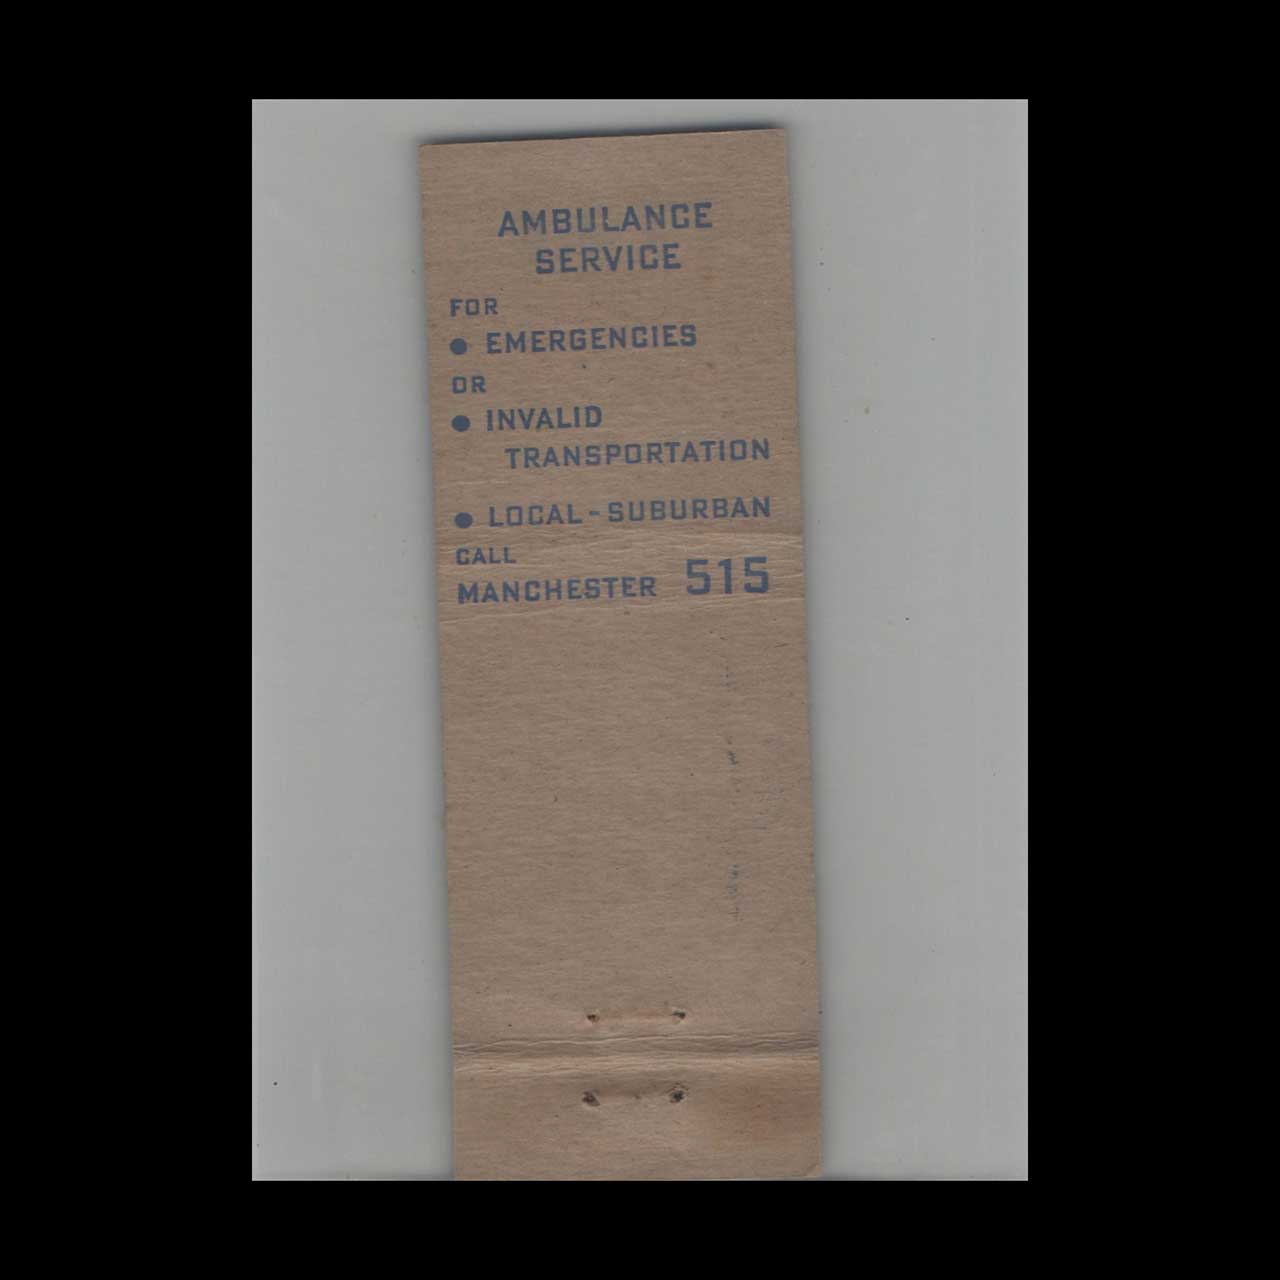 AMBULANCE
SERVICE
FOR
● EMERGENCIES
OR
● INVALID
TRANSPORTATION
● LOCAL-SUBURBAN
CALL
MANCHESTER 515